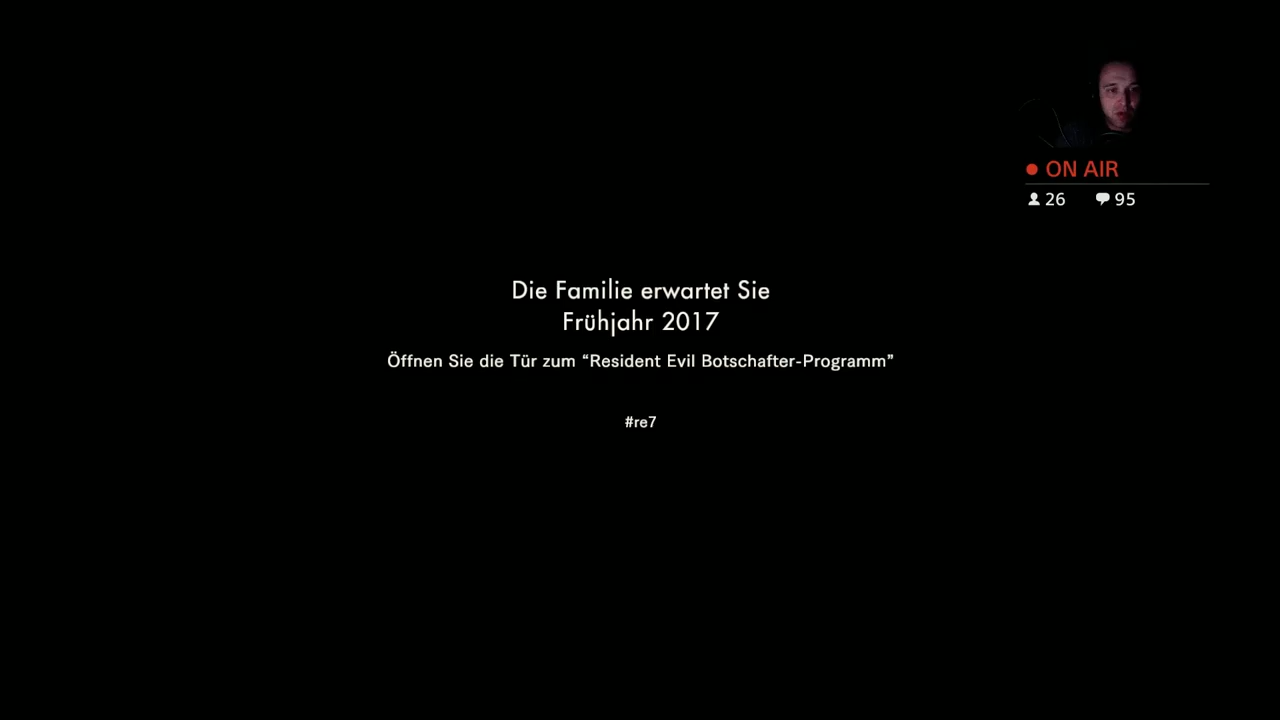 ON AIR
26 95
Die Familie erwartet Sie
Frühjahr 2017
Öffnen Sie die Tür zum “Resident Evil Botschafter-Programm”
#re7